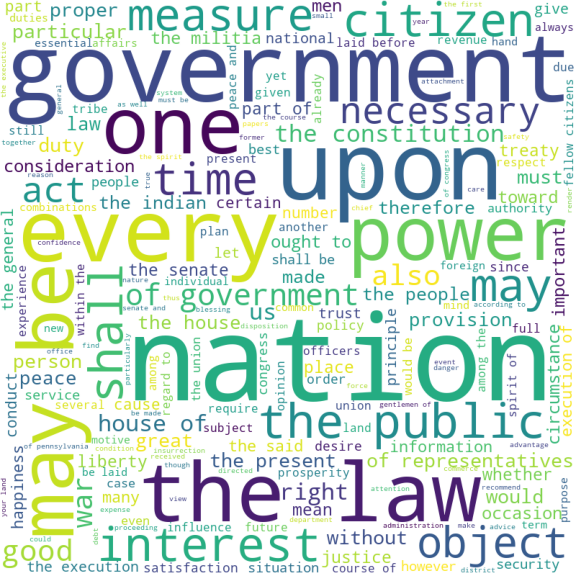 part
duties
proper
measure
men
citizen
the first
small
year
give
always
particular
the militia
national
laid before
revenue
hand
essential
affairs
the executive
government
yet
given
attachment
due
peace and
already
tribe
system
must be
as well
the course
part of
necessary
general
still
law
one
papers
fellow citizens
together
duty
the spirit
former
the constitution
safety
reason
consideration
present
best
upon
treaty
manner
of congress
respect
render
true
act
people
time
must
care
combinations
the indian
certain
therefore
toward
number
chief
authority
the general
confidence
every
plan
another
power
let
ought to
shall be
foreign
since
important
experience
within the
be
shall
the senate
made
also
may
nature
individual
according to
of government
us
the people
mind
thus
senate and
blessing
common
trust
provision
new
the house
disposition
policy
principle
full
circumstance
execution of
office
find
particularly
nation
congress
officers
among the
person
among
regard to
the union
place
would be
event
danger
spirit of
peace
opinion
order
force
conduct
service
be made
may
several cause
require
union
gentlemen of
house of
subject
land
the public
happiness
of pennsylvania
motive
condition
insurrection
received
great
the said
desire
information
advantage
liberty
though
the present
of representatives
whether
commerce
your land
war
be laid
case
directed
prosperity
the law
would
purpose
many
view
right
attention
recommend
occasion
good
could
debt
expense
even
proceeding
mean
department
administration
make
advice
term
influence
future
without
object
interest
justice
however
district
security
the execution
satisfaction
situation
course of